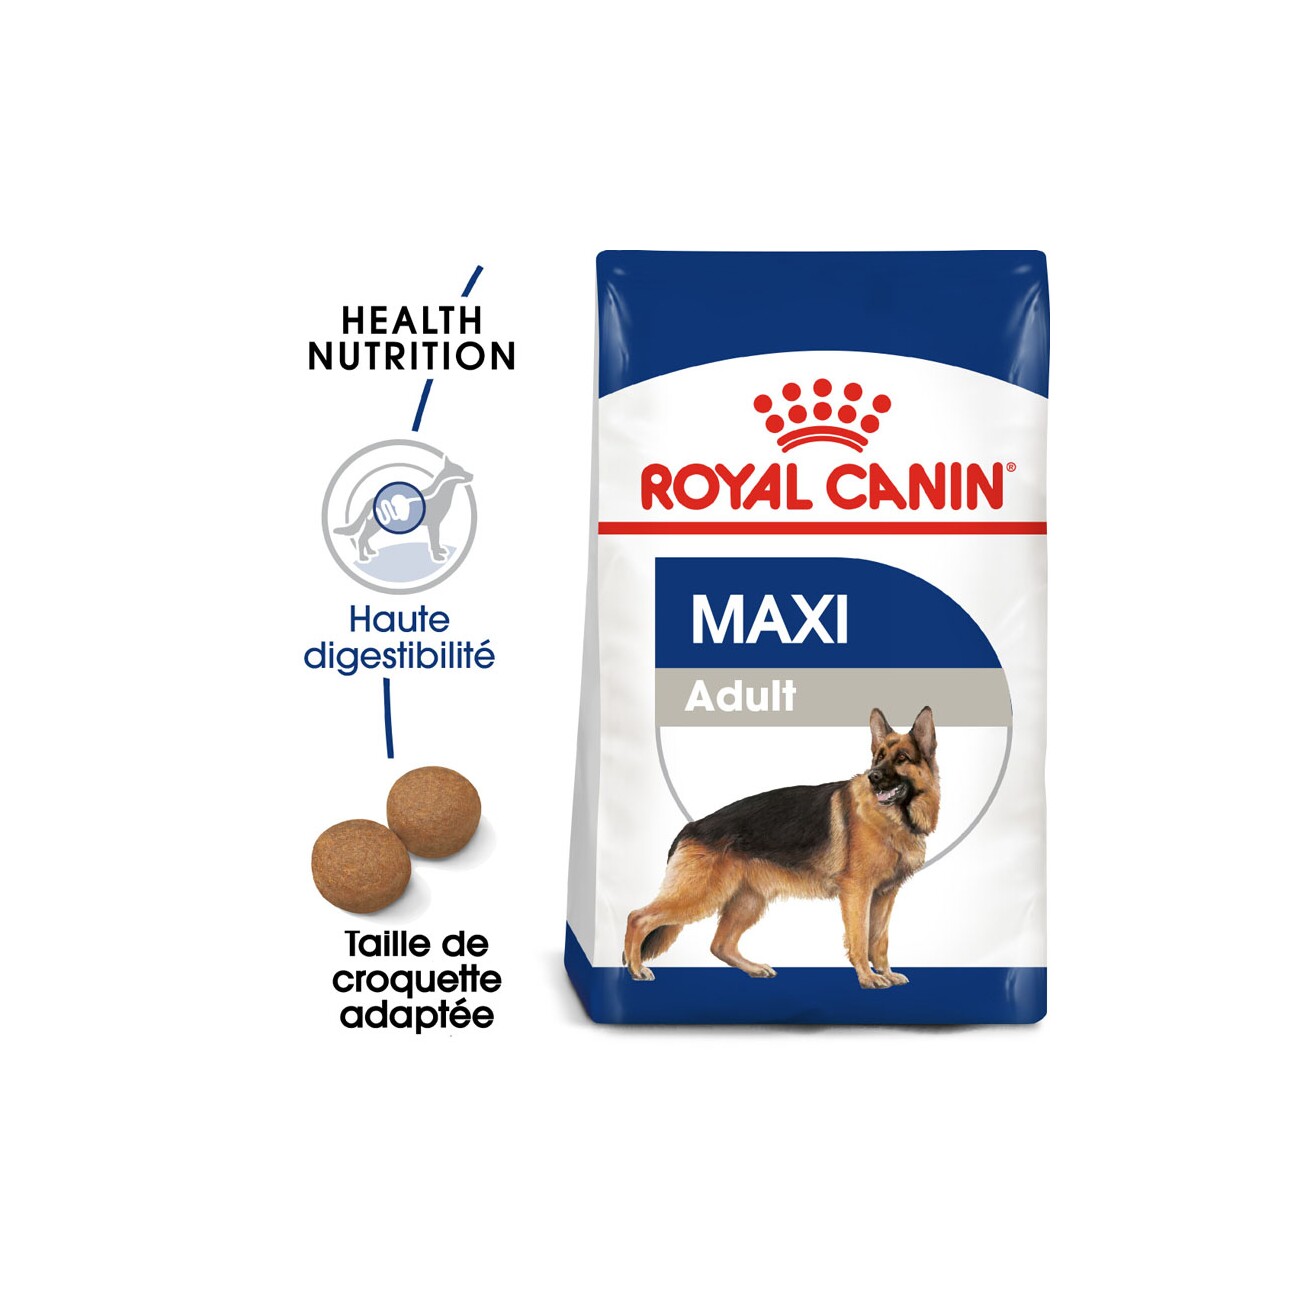 HEALTH
NUTRITION
Haute
digestibilité
Taille de
croquette
adaptée
ROYAL CANIN®
MAXI
Adult